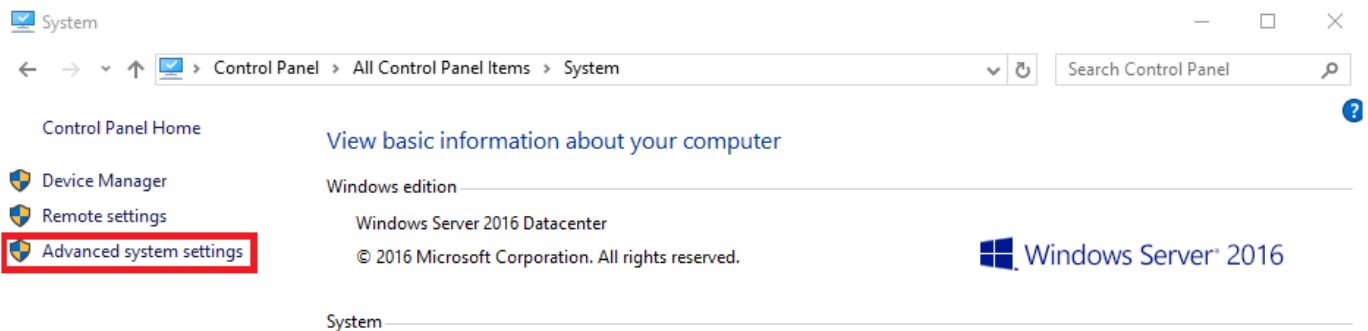 System
Control Panel > All Control Panel Items > System
Search Control Panel
?
Control Panel Home
View basic information about your computer
Device Manager
Windows edition
Remote settings
Windows Server 2016 Datacenter
Advanced system settings
© 2016 Microsoft Corporation. All rights reserved.
Windows Server® 2016
System